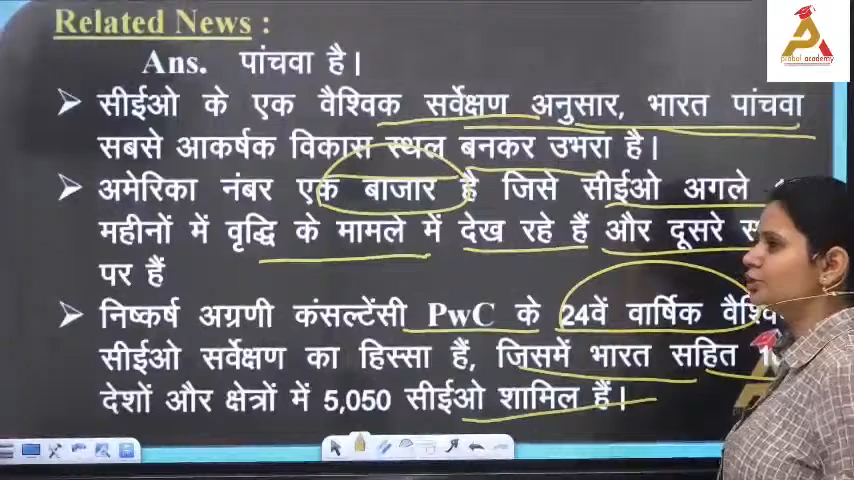 Related News :
Ans. पांचवा है।
probal academy
सीईओ के एक वैश्विक सर्वेक्षण अनुसार, भारत पांचवा
सबसे आकर्षक विकास स्थल बनकर उभरा है।
अमेरिका नंबर एक बाजार है जिसे सीईओ अगले
महीनों में वृद्धि के मामले में देख रहे हैं और दूसरे
पर हैं
निष्कर्ष अग्रणी कंसल्टेंसी PwC के 24वें वार्षिक
सीईओ सर्वेक्षण का हिस्सा हैं, जिसमें भारत सहित
देशों और क्षेत्रों में 5,050 सीईओ शामिल हैं।